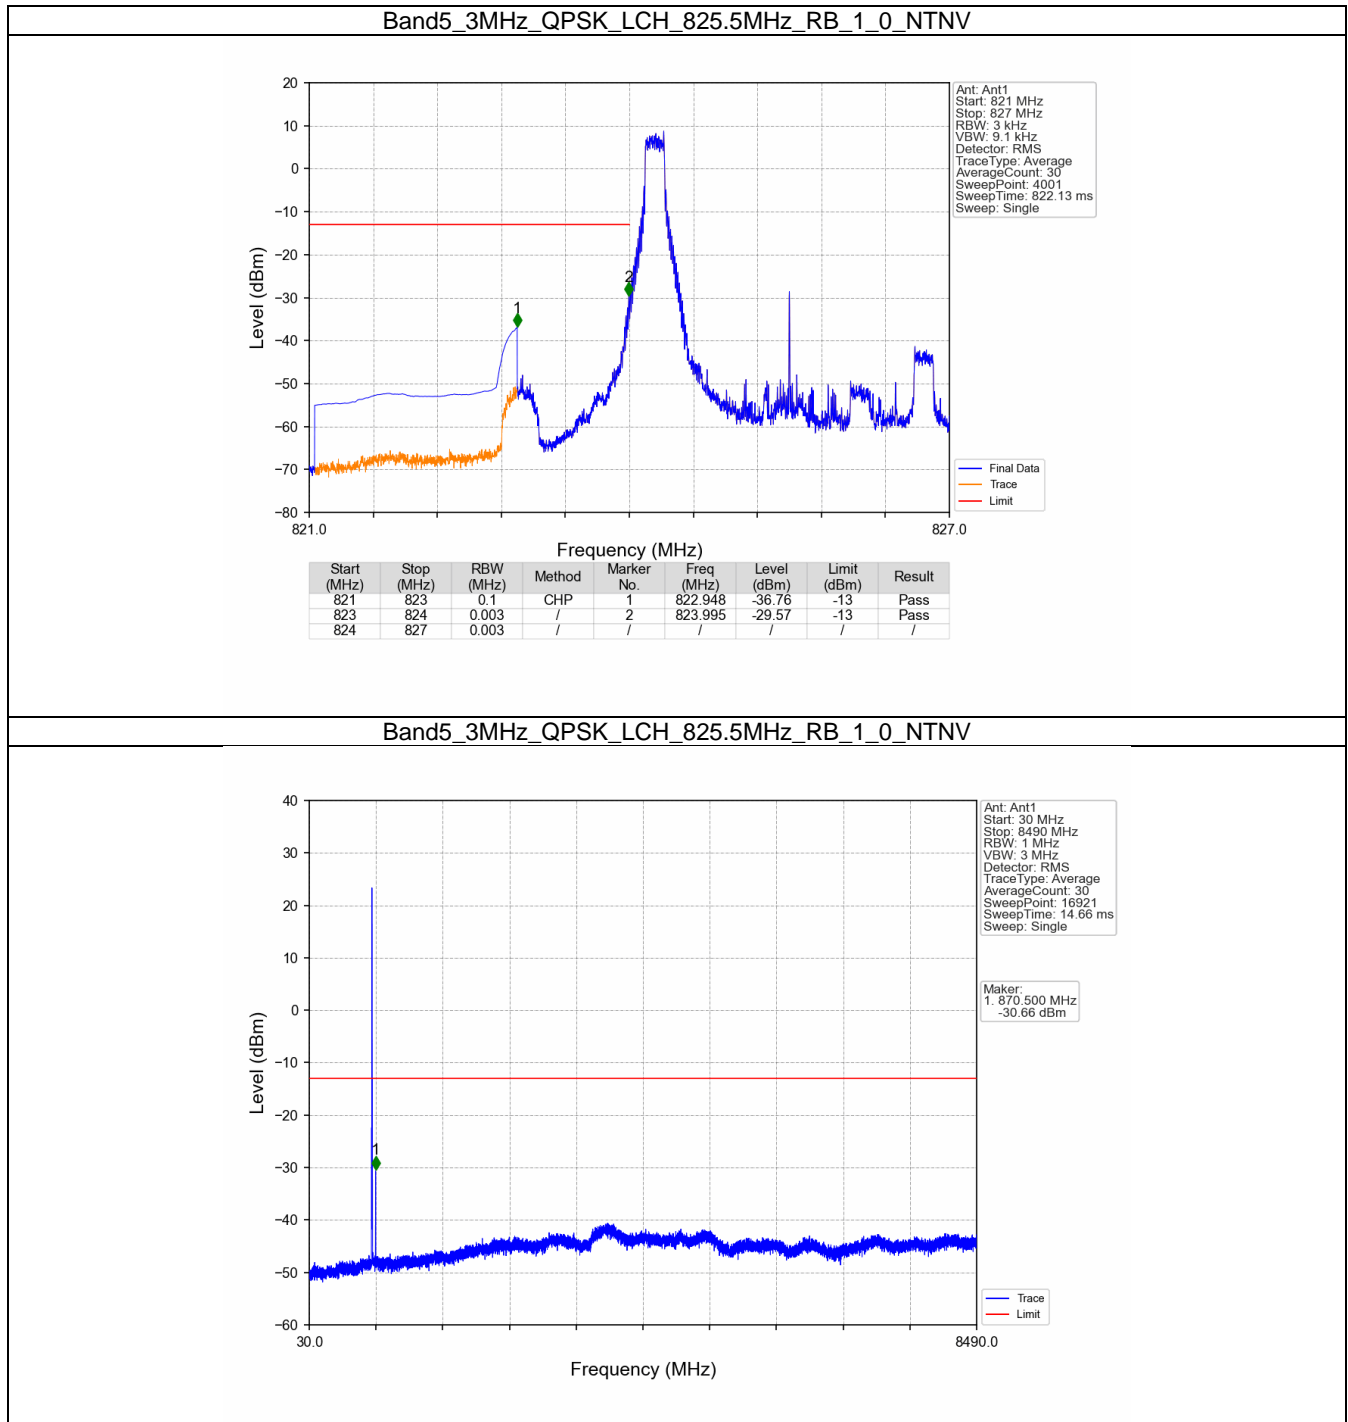 Band5_3MHz_QPSK_LCH_825.5MHz_RB_1_0_NTNV
20
10
0
−10
−20
−30
−40
−50
−60
−70
−80
Level (dBm)
1
2
821.0
827.0
Frequency (MHz)
Ant: Ant1
Start: 821 MHz
Stop: 827 MHz
RBW: 3 kHz
VBW: 9.1 kHz
Detector: RMS
TraceType: Average
AverageCount: 30
SweepPoint: 4001
SweepTime: 822.13 ms
Sweep: Single
Final Data
Trace
Limit
Start (MHz) Stop (MHz) RBW (MHz) Method Marker No. Freq (MHz) Level (dBm) Limit (dBm) Result
821 823 0.1 CHP 1 822.948 -36.76 -13 Pass
823 824 0.003 / 2 823.995 -29.57 -13 Pass
824 827 0.003 / / / / / /
Band5_3MHz_QPSK_LCH_825.5MHz_RB_1_0_NTNV
40
30
20
10
0
−10
−20
−30
−40
−50
−60
Level (dBm)
1
30.0
8490.0
Frequency (MHz)
Ant: Ant1
Start: 30 MHz
Stop: 8490 MHz
RBW: 1 MHz
VBW: 3 MHz
Detector: RMS
TraceType: Average
AverageCount: 30
SweepPoint: 16921
SweepTime: 14.66 ms
Sweep: Single
Maker:
1. 870.500 MHz
-30.66 dBm
Trace
Limit